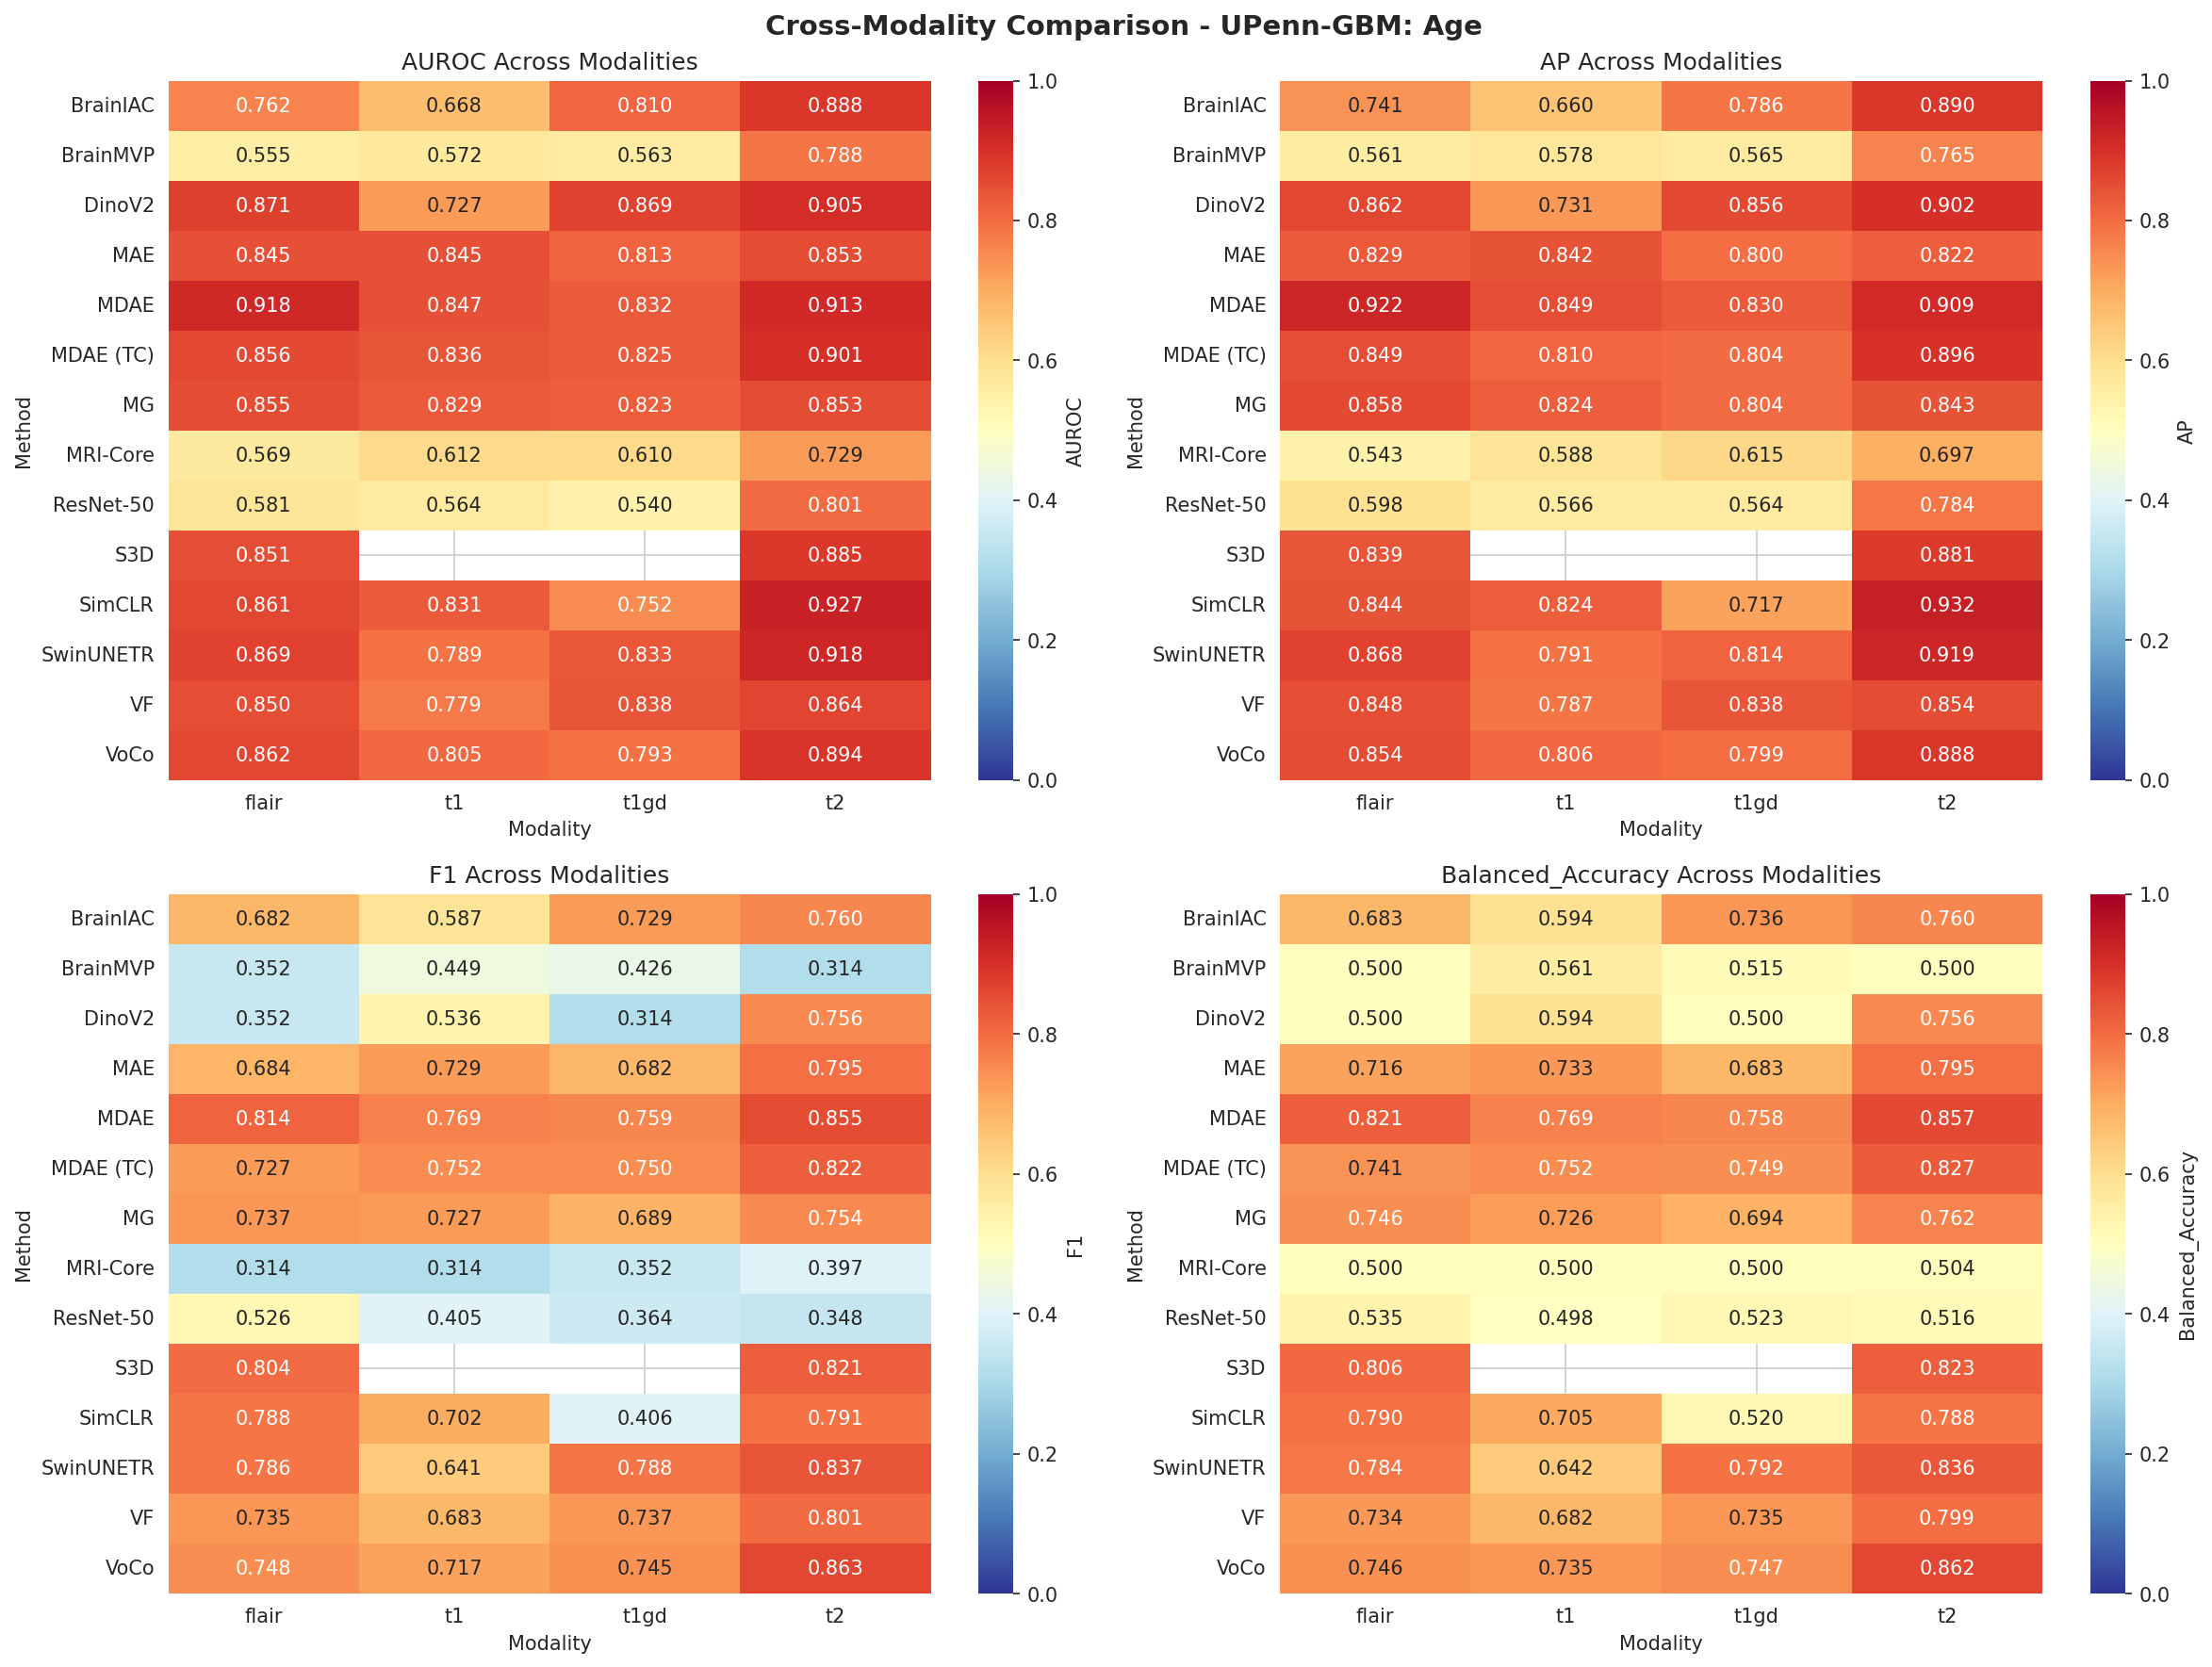 Cross-Modality Comparison - UPenn-GBM: Age
AUROC Across Modalities
Method
BrainIAC 0.762 0.668 0.810 0.888
BrainMVP 0.555 0.572 0.563 0.788
DinoV2 0.871 0.727 0.869 0.905
MAE 0.845 0.845 0.813 0.853
MDAE 0.918 0.847 0.832 0.913
MDAE (TC) 0.856 0.836 0.825 0.901
MG 0.855 0.829 0.823 0.853
MRI-Core 0.569 0.612 0.610 0.729
ResNet-50 0.581 0.564 0.540 0.801
S3D 0.851 0.885
SimCLR 0.861 0.831 0.752 0.927
SwinUNETR 0.869 0.789 0.833 0.918
VF 0.850 0.779 0.838 0.864
VoCo 0.862 0.805 0.793 0.894
flair t1 t1gd t2
Modality
1.0
0.8
0.6
0.4
0.2
0.0
AUROC
AP Across Modalities
Method
BrainIAC 0.741 0.660 0.786 0.890
BrainMVP 0.561 0.578 0.565 0.765
DinoV2 0.862 0.731 0.856 0.902
MAE 0.829 0.842 0.800 0.822
MDAE 0.922 0.849 0.830 0.909
MDAE (TC) 0.849 0.810 0.804 0.896
MG 0.858 0.824 0.804 0.843
MRI-Core 0.543 0.588 0.615 0.697
ResNet-50 0.598 0.566 0.564 0.784
S3D 0.839 0.881
SimCLR 0.844 0.824 0.717 0.932
SwinUNETR 0.868 0.791 0.814 0.919
VF 0.848 0.787 0.838 0.854
VoCo 0.854 0.806 0.799 0.888
flair t1 t1gd t2
Modality
1.0
0.8
0.6
0.4
0.2
0.0
AP
F1 Across Modalities
Method
BrainIAC 0.682 0.587 0.729 0.760
BrainMVP 0.352 0.449 0.426 0.314
DinoV2 0.352 0.536 0.314 0.756
MAE 0.684 0.729 0.682 0.795
MDAE 0.814 0.769 0.759 0.855
MDAE (TC) 0.727 0.752 0.750 0.822
MG 0.737 0.727 0.689 0.754
MRI-Core 0.314 0.314 0.352 0.397
ResNet-50 0.526 0.405 0.364 0.348
S3D 0.804 0.821
SimCLR 0.788 0.702 0.406 0.791
SwinUNETR 0.786 0.641 0.788 0.837
VF 0.735 0.683 0.737 0.801
VoCo 0.748 0.717 0.745 0.863
flair t1 t1gd t2
Modality
1.0
0.8
0.6
0.4
0.2
0.0
F1
Balanced_Accuracy Across Modalities
Method
BrainIAC 0.683 0.594 0.736 0.760
BrainMVP 0.500 0.561 0.515 0.500
DinoV2 0.500 0.594 0.500 0.756
MAE 0.716 0.733 0.683 0.795
MDAE 0.821 0.769 0.758 0.857
MDAE (TC) 0.741 0.752 0.749 0.827
MG 0.746 0.726 0.694 0.762
MRI-Core 0.500 0.500 0.500 0.504
ResNet-50 0.535 0.498 0.523 0.516
S3D 0.806 0.823
SimCLR 0.790 0.705 0.520 0.788
SwinUNETR 0.784 0.642 0.792 0.836
VF 0.734 0.682 0.735 0.799
VoCo 0.746 0.735 0.747 0.862
flair t1 t1gd t2
Modality
1.0
0.8
0.6
0.4
0.2
0.0
Balanced_Accuracy